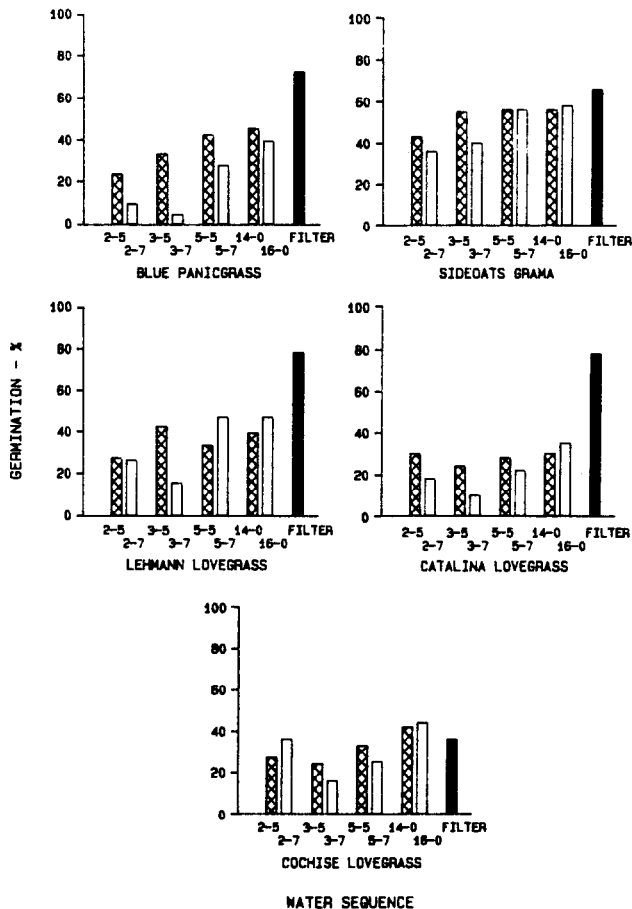 100
80
60
40
20
0
2-5 3-5 5-5 14-0 FILTER
2-7 3-7 5-7 16-0
BLUE PANICGRASS
100
80
60
40
20
0
2-5 3-5 5-5 14-0 FILTER
2-7 3-7 5-7 16-0
SIDEOATS GRAMA
GERMINATION - %
80
60
40
20
0
2-5 3-5 5-5 14-0 FILTER
2-7 3-7 5-7 16-0
LEHMANN LOVEGRASS
80
60
40
20
0
2-5 3-5 5-5 14-0 FILTER
2-7 3-7 5-7 16-0
CATALINA LOVEGRASS
100
80
60
40
20
0
2-5 3-5 5-5 14-0 FILTER
2-7 3-7 5-7 16-0
COCHISE LOVEGRASS
WATER SEQUENCE